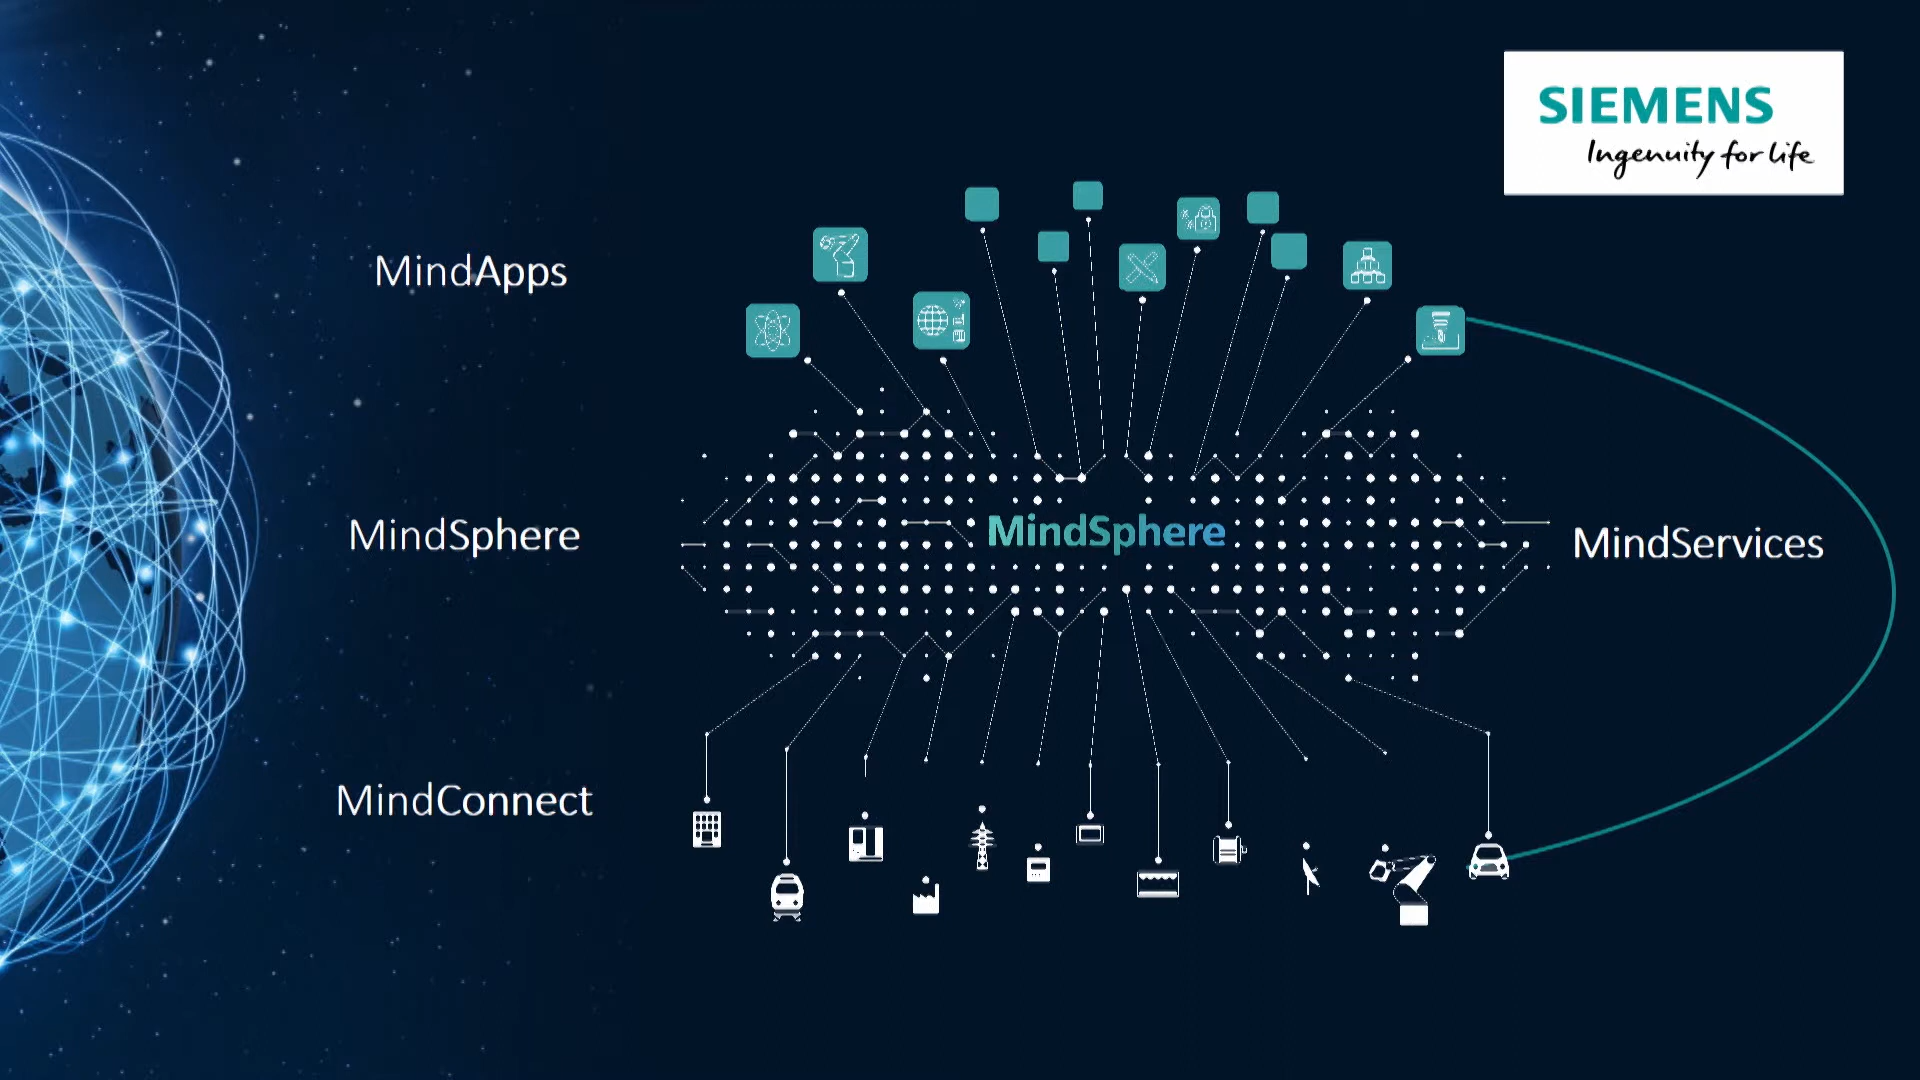 SIEMENS
Ingenuity for life
MindApps
MindSphere
MindSphere
MindServices
MindConnect